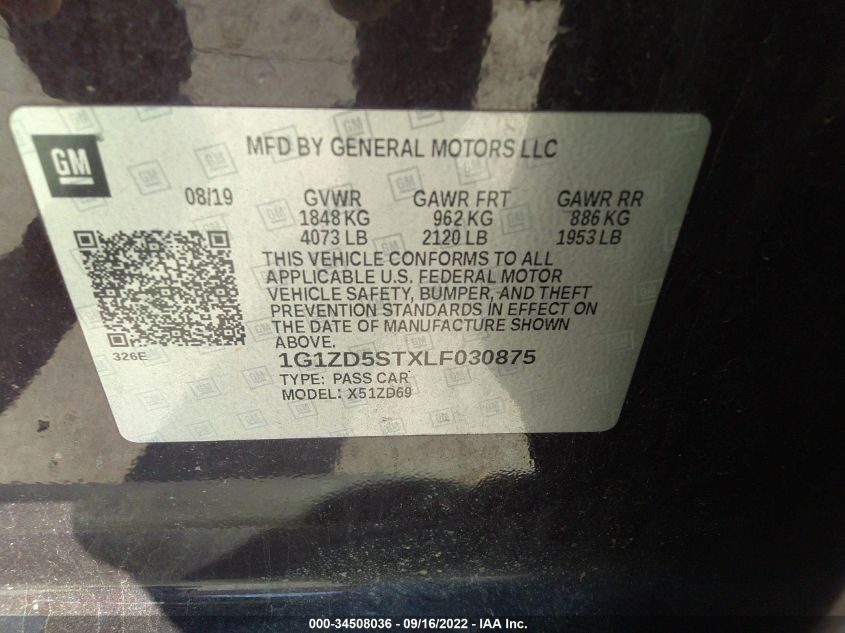 GM
MFD BY GENERAL MOTORS LLC
08/19 GVWR GAWR FRT GAWR RR
1848 KG 962 KG 886 KG
4073 LB 2120 LB 1953 LB
THIS VEHICLE CONFORMS TO ALL
APPLICABLE U.S. FEDERAL MOTOR
VEHICLE SAFETY, BUMPER, AND THEFT
PREVENTION STANDARDS IN EFFECT ON
THE DATE OF MANUFACTURE SHOWN
ABOVE.
326E
1G1ZD5STXLF030875
TYPE: PASS CAR
MODEL: X51ZD69
000-34508036 - 09/16/2022 - IAA Inc.